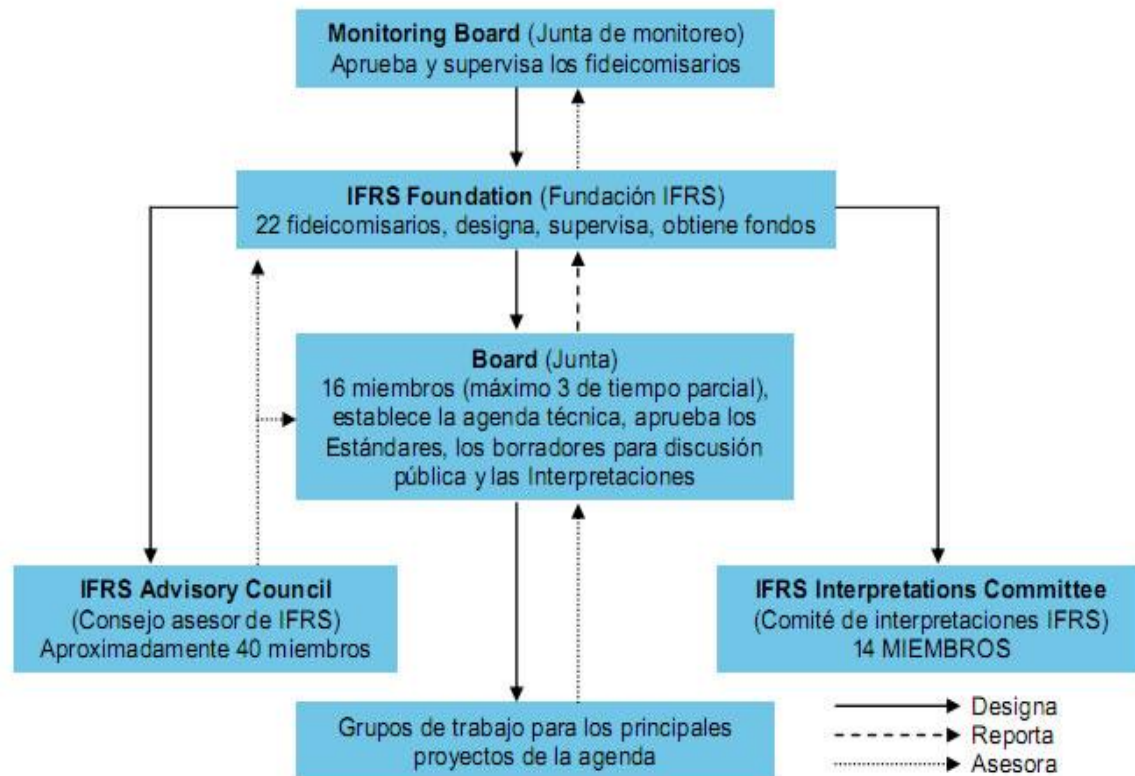 Monitoring Board (Junta de monitoreo)
Aprueba y supervisa los fideicomisarios
IFRS Foundation (Fundación IFRS)
22 fideicomisarios, designa, supervisa, obtiene fondos
Board (Junta)
16 miembros (máximo 3 de tiempo parcial),
establece la agenda técnica, aprueba los
Estándares, los borradores para discusión
pública y las Interpretaciones
IFRS Advisory Council
(Consejo asesor de IFRS)
Aproximadamente 40 miembros
IFRS Interpretations Committee
(Comité de interpretaciones IFRS)
14 MIEMBROS
Grupos de trabajo para los principales
proyectos de la agenda
Designa
Reporta
Asesora